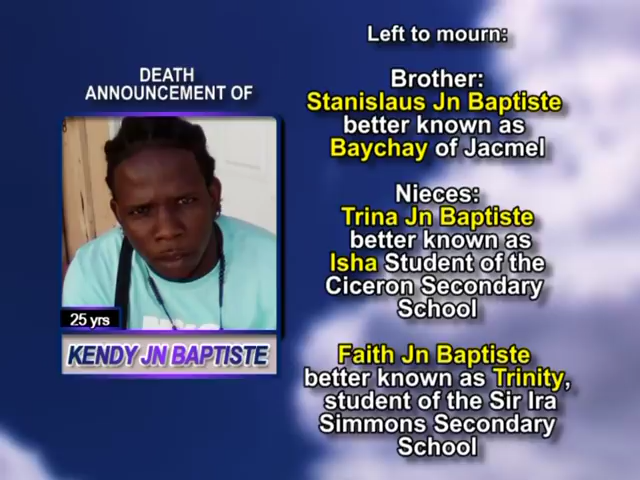 DEATH
ANNOUNCEMENT OF
25 yrs
KENDY JN BAPTISTE
Left to mourn:
Brother:
Stanislaus Jn Baptiste
better known as
Baychay of Jacmel
Nieces:
Trina Jn Baptiste
better known as
Isha Student of the
Ciceron Secondary
School
Faith Jn Baptiste
better known as Trinity,
student of the Sir Ira
Simmons Secondary
School